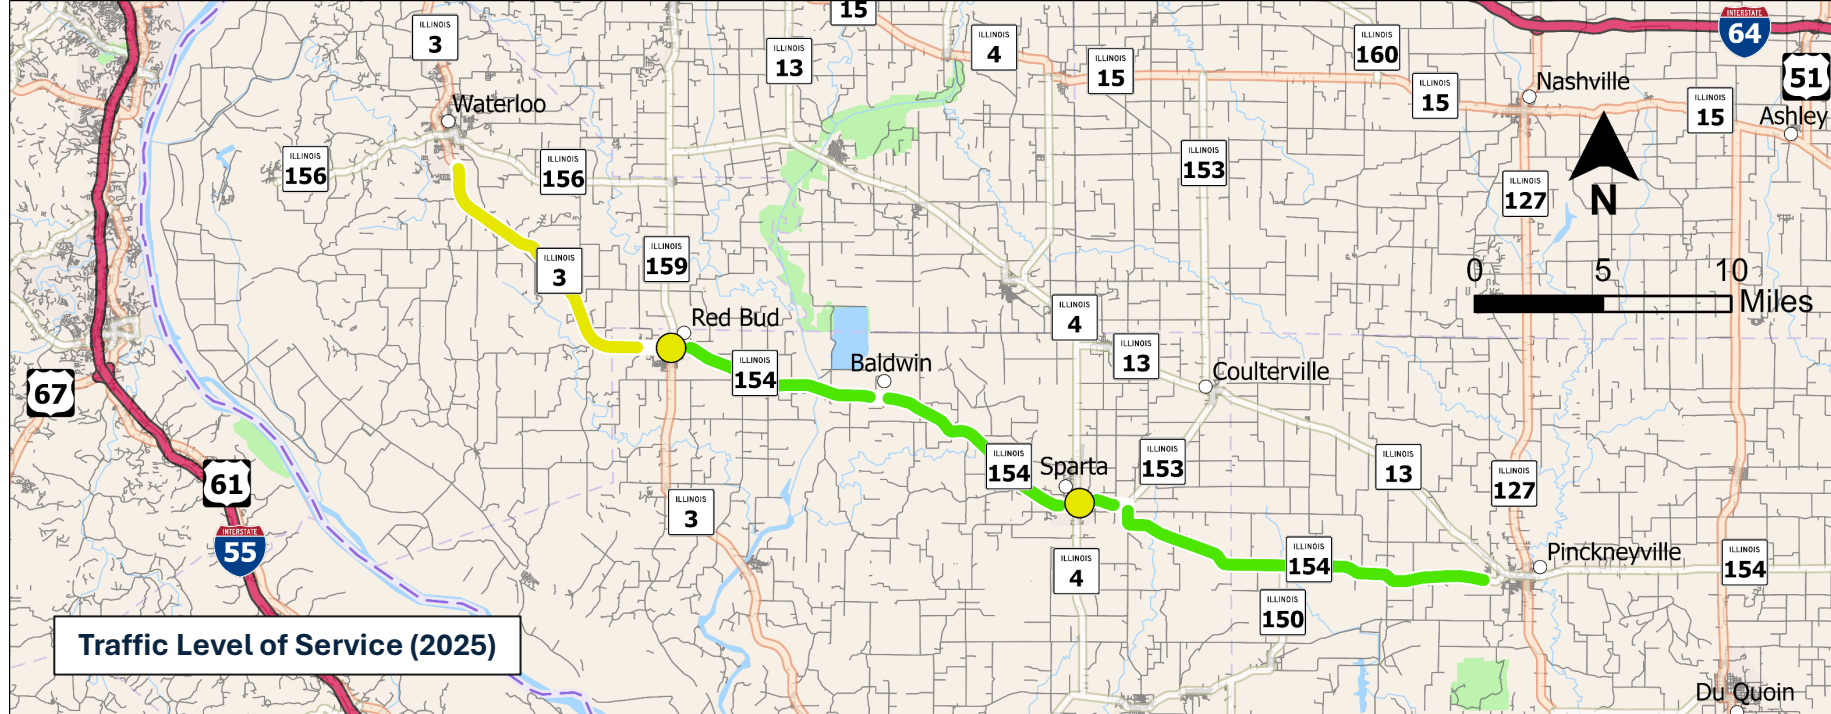 15
ILLINOIS
3
ILLINOIS
13
ILLINOIS
4
ILLINOIS
15
ILLINOIS
160
INTERSTATE
64
51
Nashville
ILLINOIS
15
ILLINOIS
15
Ashley
Waterloo
ILLINOIS
156
ILLINOIS
156
ILLINOIS
153
ILLINOIS
127
N
ILLINOIS
3
ILLINOIS
159
0 5 10
Miles
Red Bud
ILLINOIS
4
ILLINOIS
13
ILLINOIS
154
Baldwin
Coulterville
67
ILLINOIS
154
Sparta
ILLINOIS
153
ILLINOIS
13
ILLINOIS
127
61
ILLINOIS
3
INTERSTATE
55
ILLINOIS
4
ILLINOIS
154
Pinckneyville
ILLINOIS
154
ILLINOIS
150
Traffic Level of Service (2025)
Du Quoin